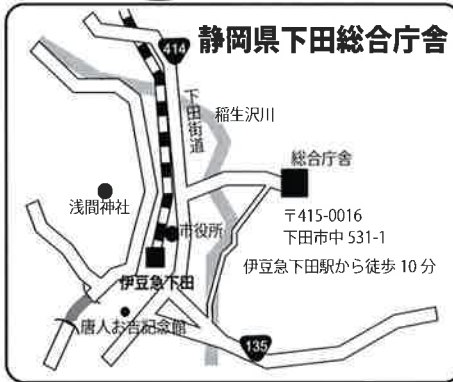 静岡県下田総合庁舎
414
下田街道
稲生沢川
総合庁舎
浅間神社
〒415-0016
下田市中 531-1
市役所
伊豆急下田駅から徒歩 10 分
伊豆急下田
唐人お吉記念館
135